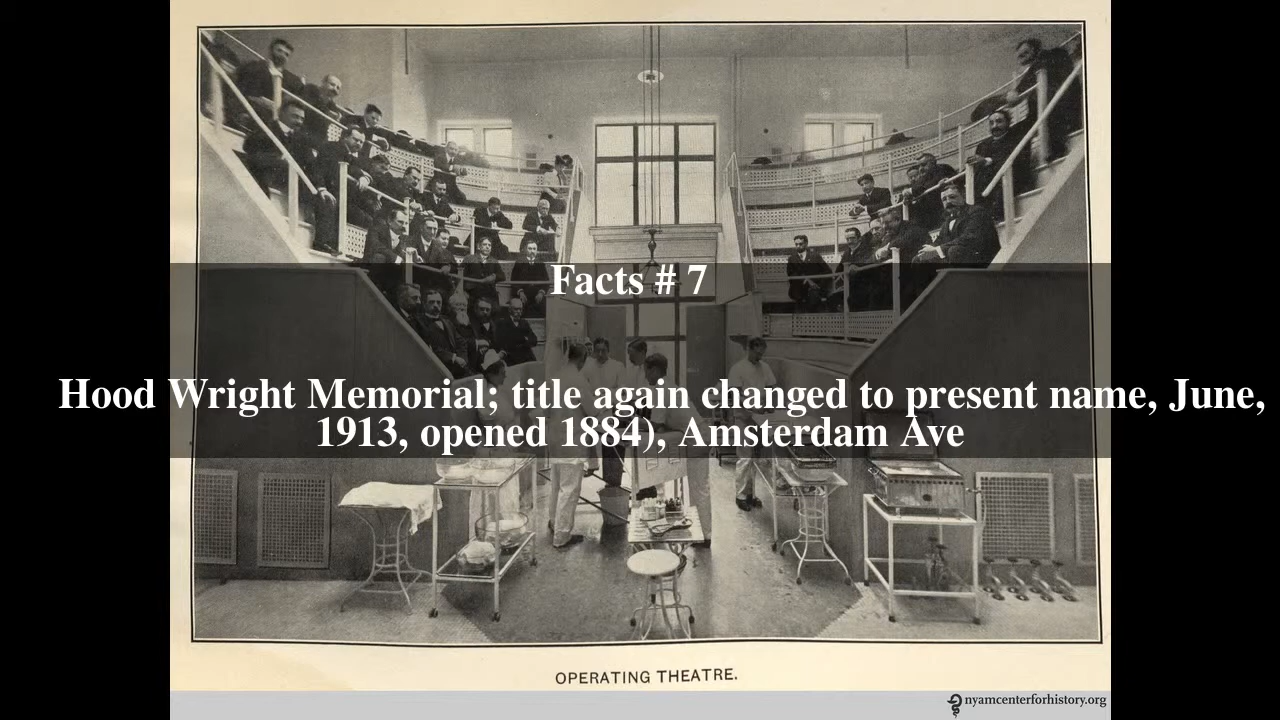 Facts # 7
Hood Wright Memorial; title again changed to present name, June,
1913, opened 1884), Amsterdam Ave
OPERATING THEATRE.
nyamcenterforhistory.org